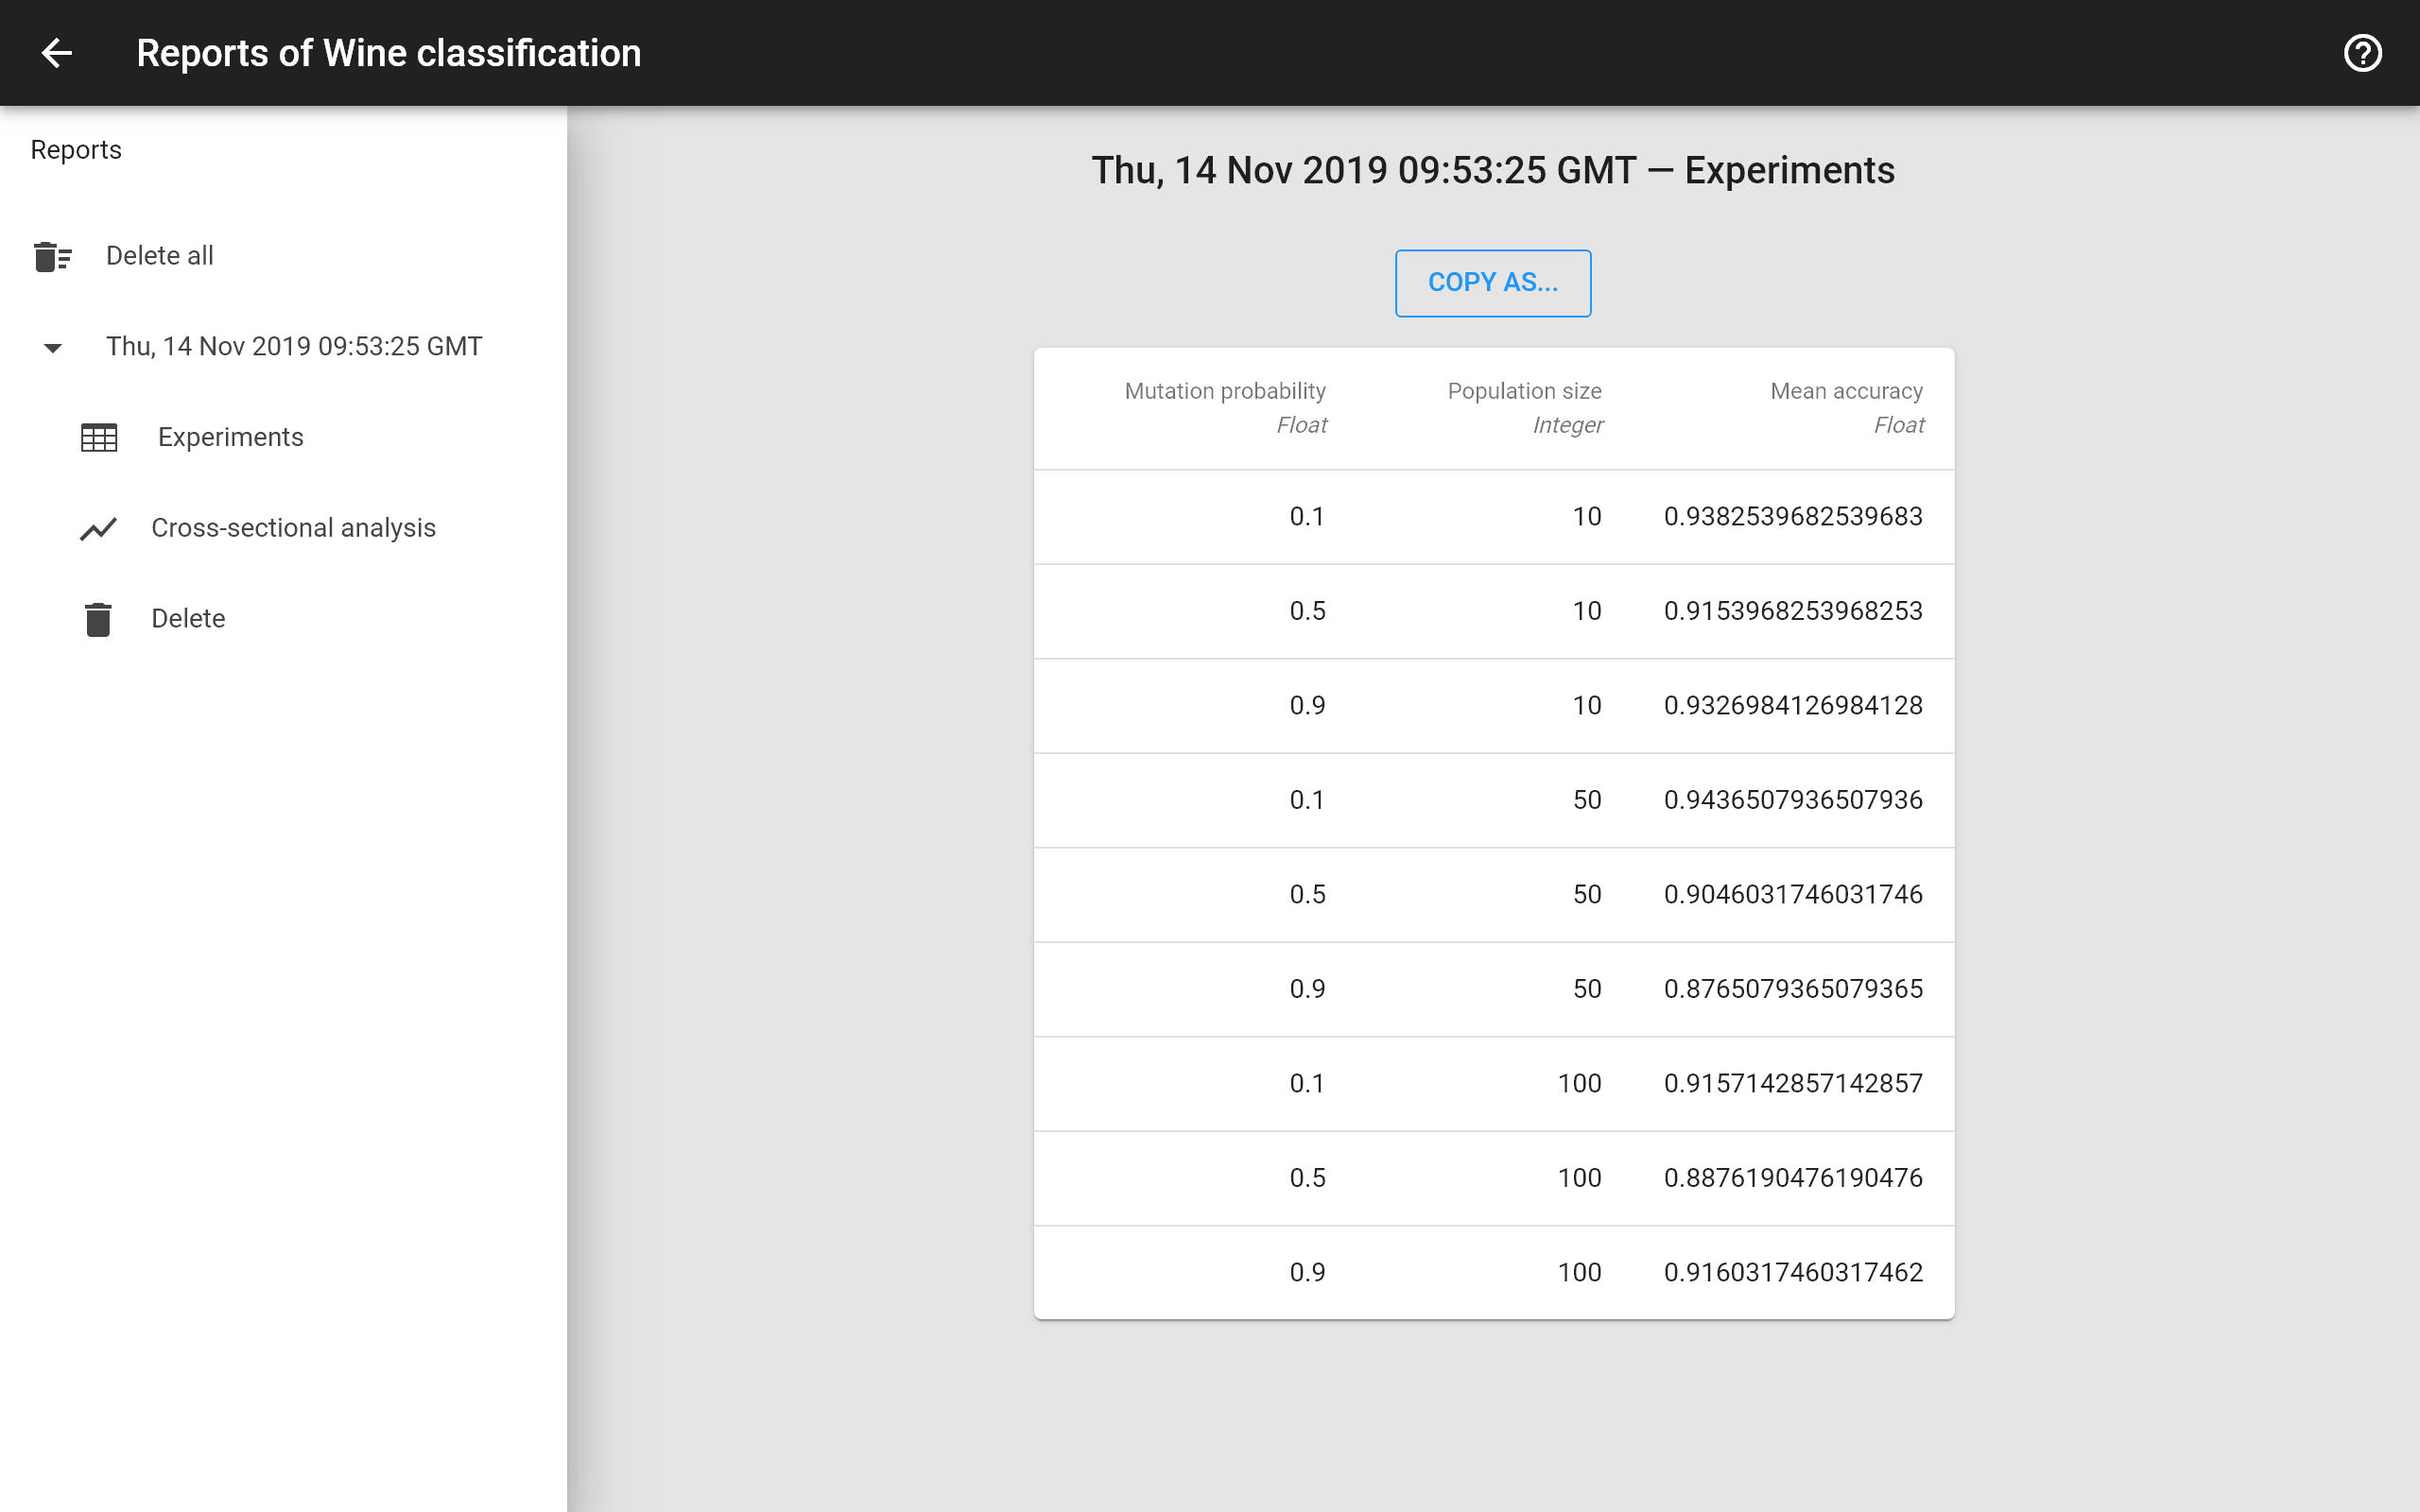 Reports of Wine classification
Reports
Delete all
Thu, 14 Nov 2019 09:53:25 GMT
Experiments
Cross-sectional analysis
Delete
Thu, 14 Nov 2019 09:53:25 GMT — Experiments
COPY AS...
Mutation probability Population size Mean accuracy
Float Integer Float
0.1 10 0.9382539682539683
0.5 10 0.9153968253968253
0.9 10 0.9326984126984128
0.1 50 0.9436507936507936
0.5 50 0.9046031746031746
0.9 50 0.8765079365079365
0.1 100 0.9157142857142857
0.5 100 0.8876190476190476
0.9 100 0.9160317460317462